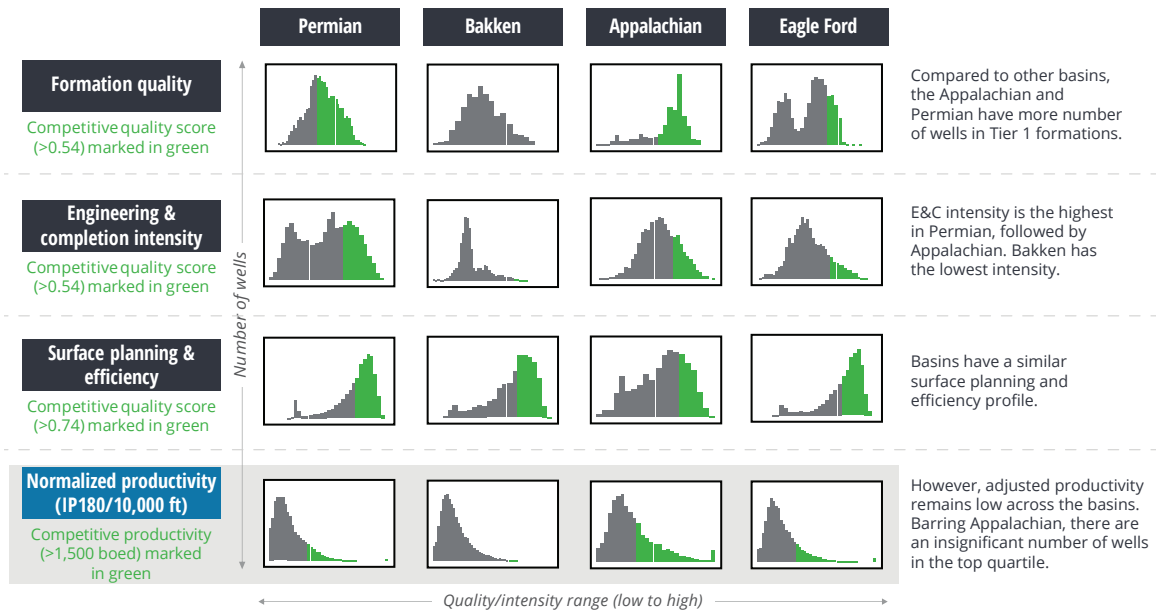 Permian
Bakken
Appalachian
Eagle Ford
Formation quality
Competitive quality score
(>0.54) marked in green
Compared to other basins,
the Appalachian and
Permian have more number
of wells in Tier 1 formations.
Engineering &
completion intensity
Competitive quality score
(>0.54) marked in green
E&C intensity is the highest
in Permian, followed by
Appalachian. Bakken has
the lowest intensity.
Number of wells
Surface planning &
efficiency
Competitive quality score
(>0.74) marked in green
Basins have a similar
surface planning and
efficiency profile.
Normalized productivity
(IP180/10,000 ft)
Competitive productivity
(>1,500 boed) marked
in green
However, adjusted productivity
remains low across the basins.
Barring Appalachian, there are
an insignificant number of wells
in the top quartile.
Quality/intensity range (low to high)